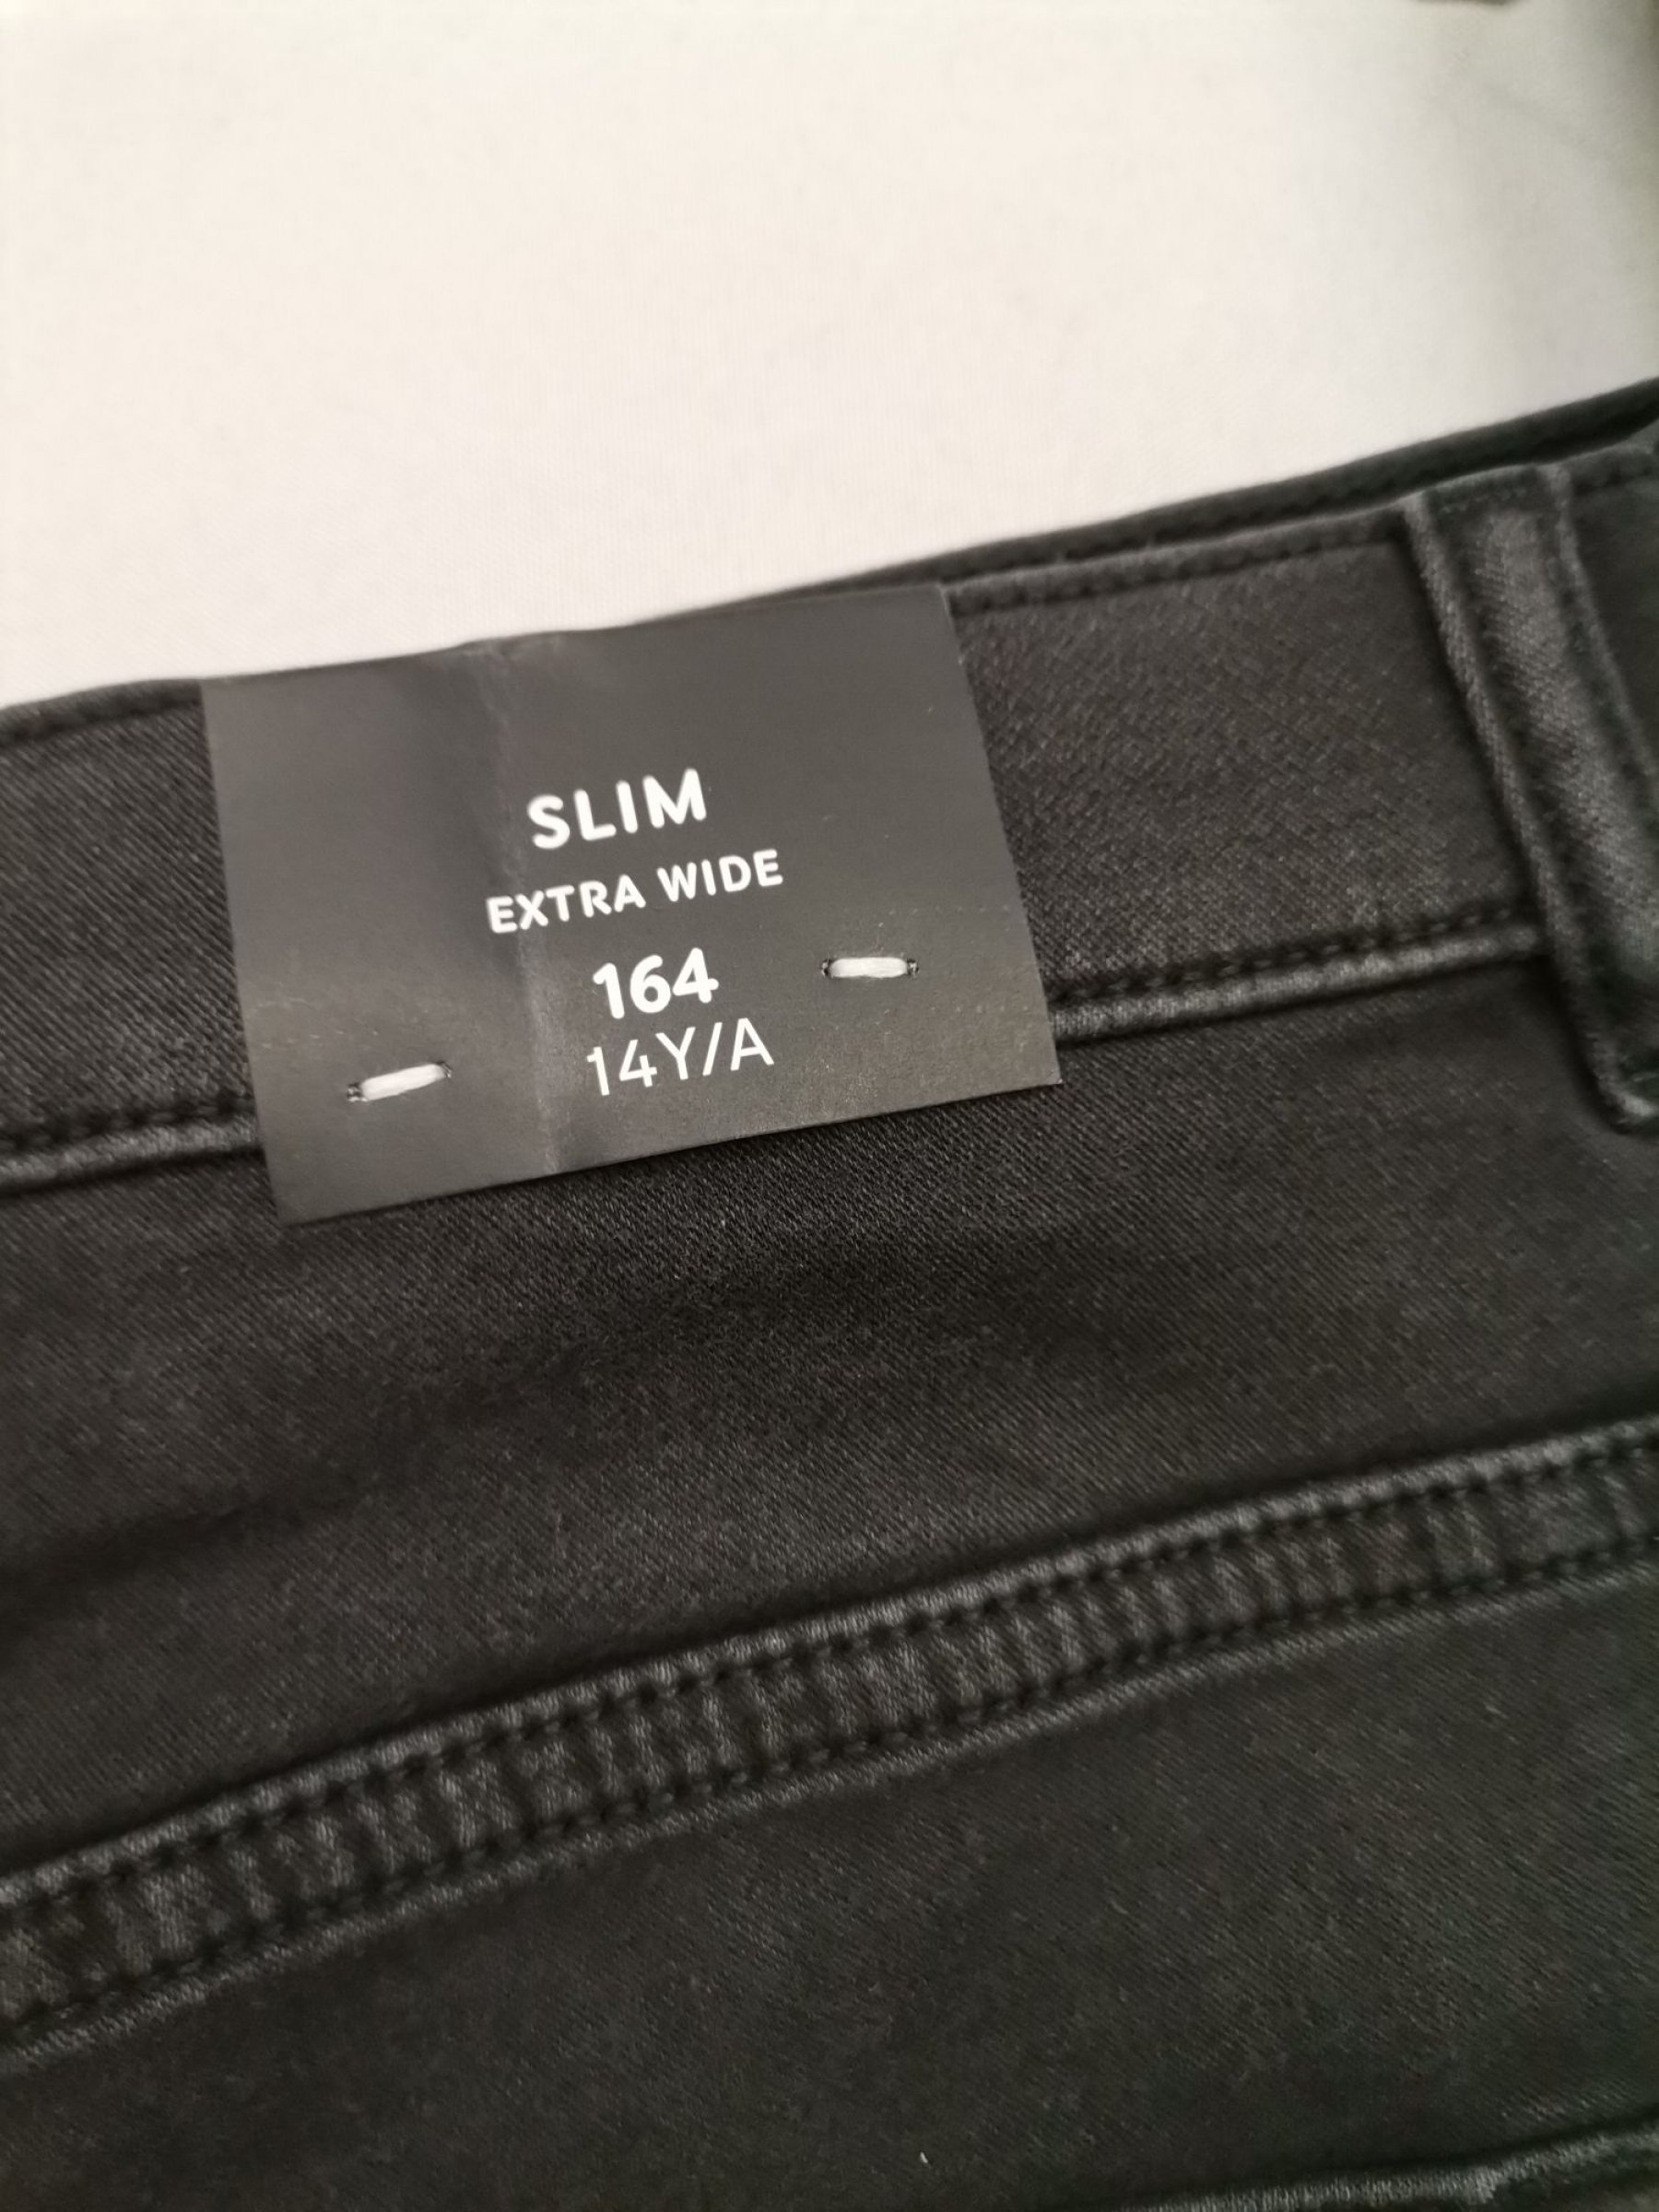 SLIM
EXTRA WIDE
164
14Y/A